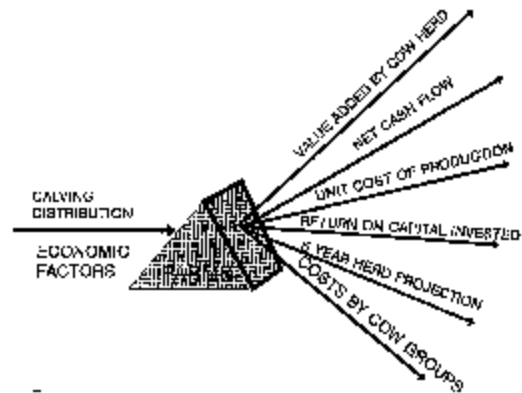 VALUE ADDED BY COW HERD
NET CASH FLOW
UNIT COST OF PRODUCTION
RETURN ON CAPITAL INVESTED
CALVING
DISTRIBUTION
ECONOMIC
FACTORS
YEAR HERD PROJECTION
COSTS BY COW GROUPS